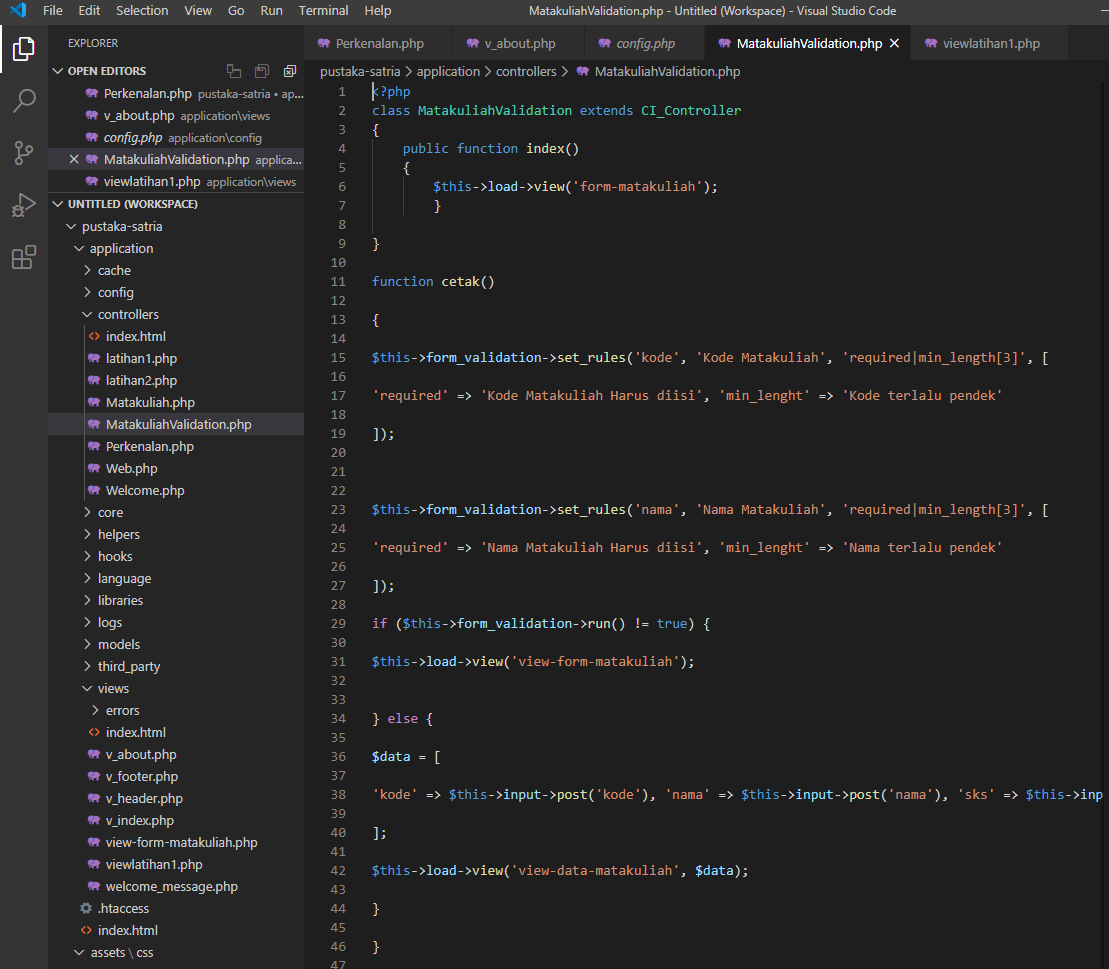 File Edit Selection View Go Run Terminal Help MatakuliahValidation.php - Untitled (Workspace) - Visual Studio Code
EXPLORER
OPEN EDITORS
Perkenalan.php pustaka-satria • ap...
v_about.php application\views
config.php application\config
MatakuliahValidation.php applica...
viewlatihan1.php application\views
UNTITLED (WORKSPACE)
pustaka-satria
application
cache
config
controllers
index.html
latihan1.php
latihan2.php
Matakuliah.php
MatakuliahValidation.php
Perkenalan.php
Web.php
Welcome.php
core
helpers
hooks
language
libraries
logs
models
third_party
views
errors
index.html
v_about.php
v_footer.php
v_header.php
v_index.php
view-form-matakuliah.php
viewlatihan1.php
welcome_message.php
.htaccess
index.html
assets \ css
Perkenalan.php v_about.php config.php MatakuliahValidation.php viewlatihan1.php
pustaka-satria > application > controllers > MatakuliahValidation.php
1 <?php
2 class MatakuliahValidation extends CI_Controller
3 {
4 public function index()
5 {
6 $this->load->view('form-matakuliah');
7 }
8
9 }
10
11 function cetak()
12
13 {
14
15 $this->form_validation->set_rules('kode', 'Kode Matakuliah', 'required|min_length[3]', [
16
17 'required' => 'Kode Matakuliah Harus diisi', 'min_lenght' => 'Kode terlalu pendek'
18
19 ]);
20
21
22
23 $this->form_validation->set_rules('nama', 'Nama Matakuliah', 'required|min_length[3]', [
24
25 'required' => 'Nama Matakuliah Harus diisi', 'min_lenght' => 'Nama terlalu pendek'
26
27 ]);
28
29 if ($this->form_validation->run() != true) {
30
31 $this->load->view('view-form-matakuliah');
32
33
34 } else {
35
36 $data = [
37
38 'kode' => $this->input->post('kode'), 'nama' => $this->input->post('nama'), 'sks' => $this->inp
39
40 ];
41
42 $this->load->view('view-data-matakuliah', $data);
43
44 }
45
46 }
47